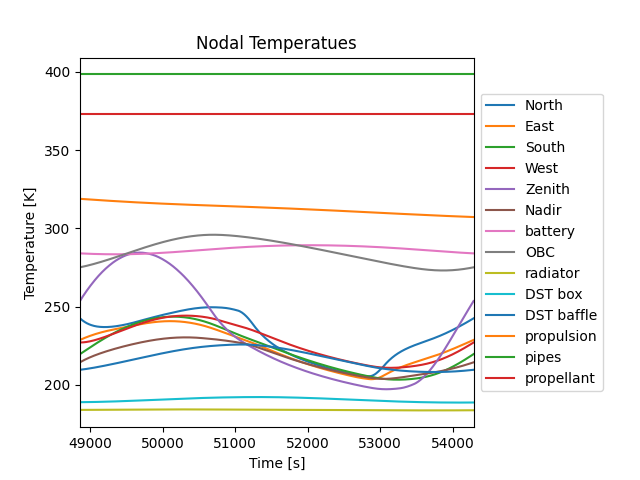 Nodal Temperatues
400
350
300
250
200
Temperature [K]
49000 50000 51000 52000 53000 54000
Time [s]
North
East
South
West
Zenith
Nadir
battery
OBC
radiator
DST box
DST baffle
propulsion
pipes
propellant